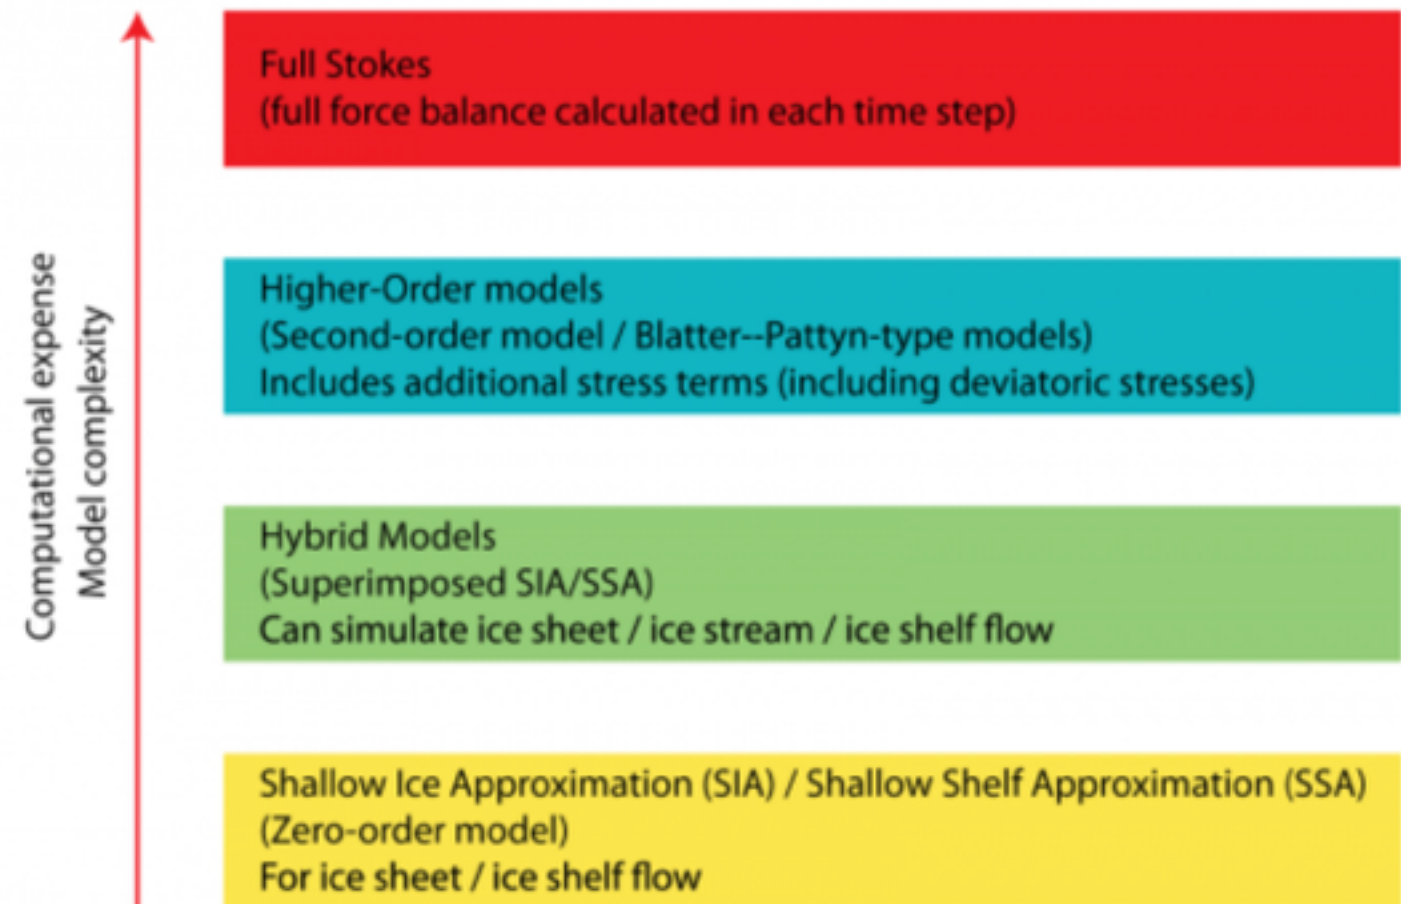 Full Stokes
(full force balance calculated in each time step)
Higher-Order models
(Second-order model / Blatter--Pattyn-type models)
Includes additional stress terms (including deviatoric stresses)
Hybrid Models
(Superimposed SIA/SSA)
Can simulate ice sheet / ice stream / ice shelf flow
Shallow Ice Approximation (SIA) / Shallow Shelf Approximation (SSA)
(Zero-order model)
For ice sheet / ice shelf flow
Computational expense
Model complexity